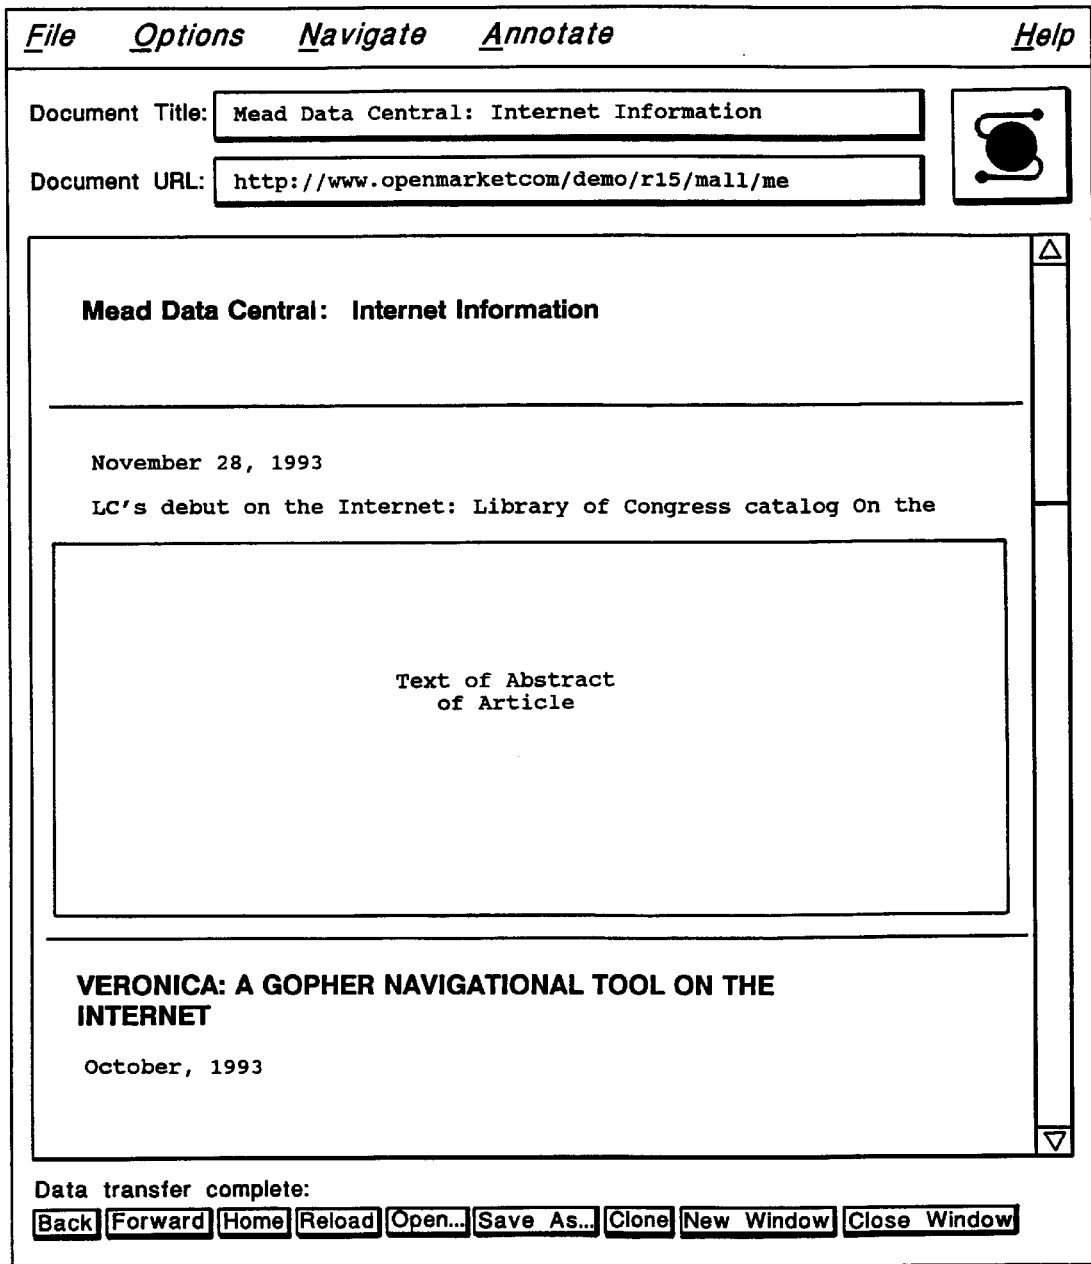 File Options Navigate Annotate Help
Document Title: Mead Data Central: Internet Information
Document URL: http://www.openmarketcom/demo/r15/mall/me
Mead Data Central: Internet Information
November 28, 1993
LC's debut on the Internet: Library of Congress catalog On the
Text of Abstract
of Article
VERONICA: A GOPHER NAVIGATIONAL TOOL ON THE
INTERNET
October, 1993
Data transfer complete:
Back Forward Home Reload Open... Save As... Clone New Window Close Window